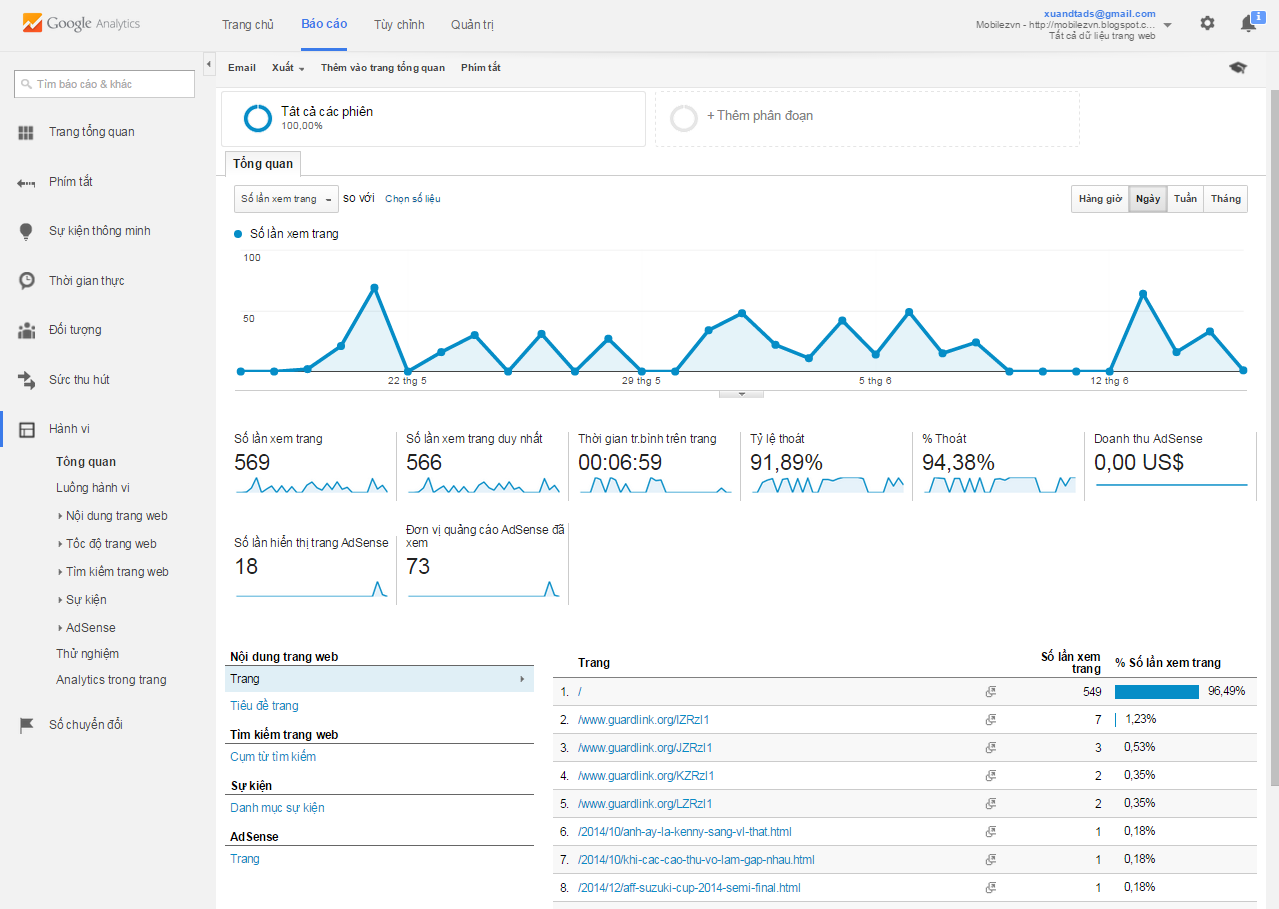 Google Analytics
Trang chủ
Báo cáo
Tùy chỉnh
Quản trị
xuandtads@gmail.com
Mobilezvn - http://mobilezvn.blogspot.c...
Tất cả dữ liệu trang web
1
Tìm báo cáo & khác
Trang tổng quan
Phím tắt
Sự kiện thông minh
Thời gian thực
Đối tượng
Sức thu hút
Hành vi
Tổng quan
Luồng hành vi
Nội dung trang web
Tốc độ trang web
Tìm kiếm trang web
Sự kiện
AdSense
Thử nghiệm
Analytics trong trang
Số chuyển đổi
Email
Xuất
Thêm vào trang tổng quan
Phím tắt
Tất cả các phiên
100,00%
+ Thêm phân đoạn
Tổng quan
Số lần xem trang
so với
Chọn số liệu
Hàng giờ
Ngày
Tuần
Tháng
Số lần xem trang
100
50
22 thg 5
29 thg 5
5 thg 6
12 thg 6
Số lần xem trang
569
Số lần xem trang duy nhất
566
Thời gian tr.bình trên trang
00:06:59
Tỷ lệ thoát
91,89%
% Thoát
94,38%
Doanh thu AdSense
0,00 US$
Số lần hiển thị trang AdSense
18
Đơn vị quảng cáo AdSense đã
xem
73
Nội dung trang web
Trang
Tiêu đề trang
Tìm kiếm trang web
Cụm từ tìm kiếm
Sự kiện
Danh mục sự kiện
AdSense
Trang
Trang
Số lần xem
trang
% Số lần xem trang
1. / 549 96,49%
2. /www.guardlink.org/IZRzI1 7 1,23%
3. /www.guardlink.org/JZRzI1 3 0,53%
4. /www.guardlink.org/KZRzI1 2 0,35%
5. /www.guardlink.org/LZRzI1 2 0,35%
6. /2014/10/anh-ay-la-kenny-sang-vl-that.html 1 0,18%
7. /2014/10/khi-cac-cao-thu-vo-lam-gap-nhau.html 1 0,18%
8. /2014/12/aff-suzuki-cup-2014-semi-final.html 1 0,18%